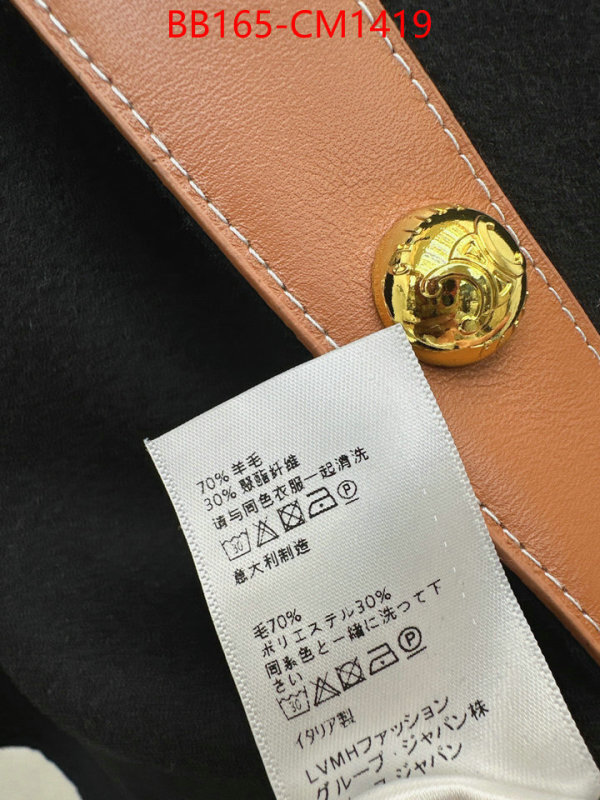 BB165-CM1419
70% 羊毛
30% 聚酯纤维
请与同色衣服一起清洗
30 P
意大利制造
毛70%
ポリエステル30%
同系色と一緒に洗つて下
さい
30 P
イタリア製
LVMHファッション
グループ・ジャパン株
ジャパン